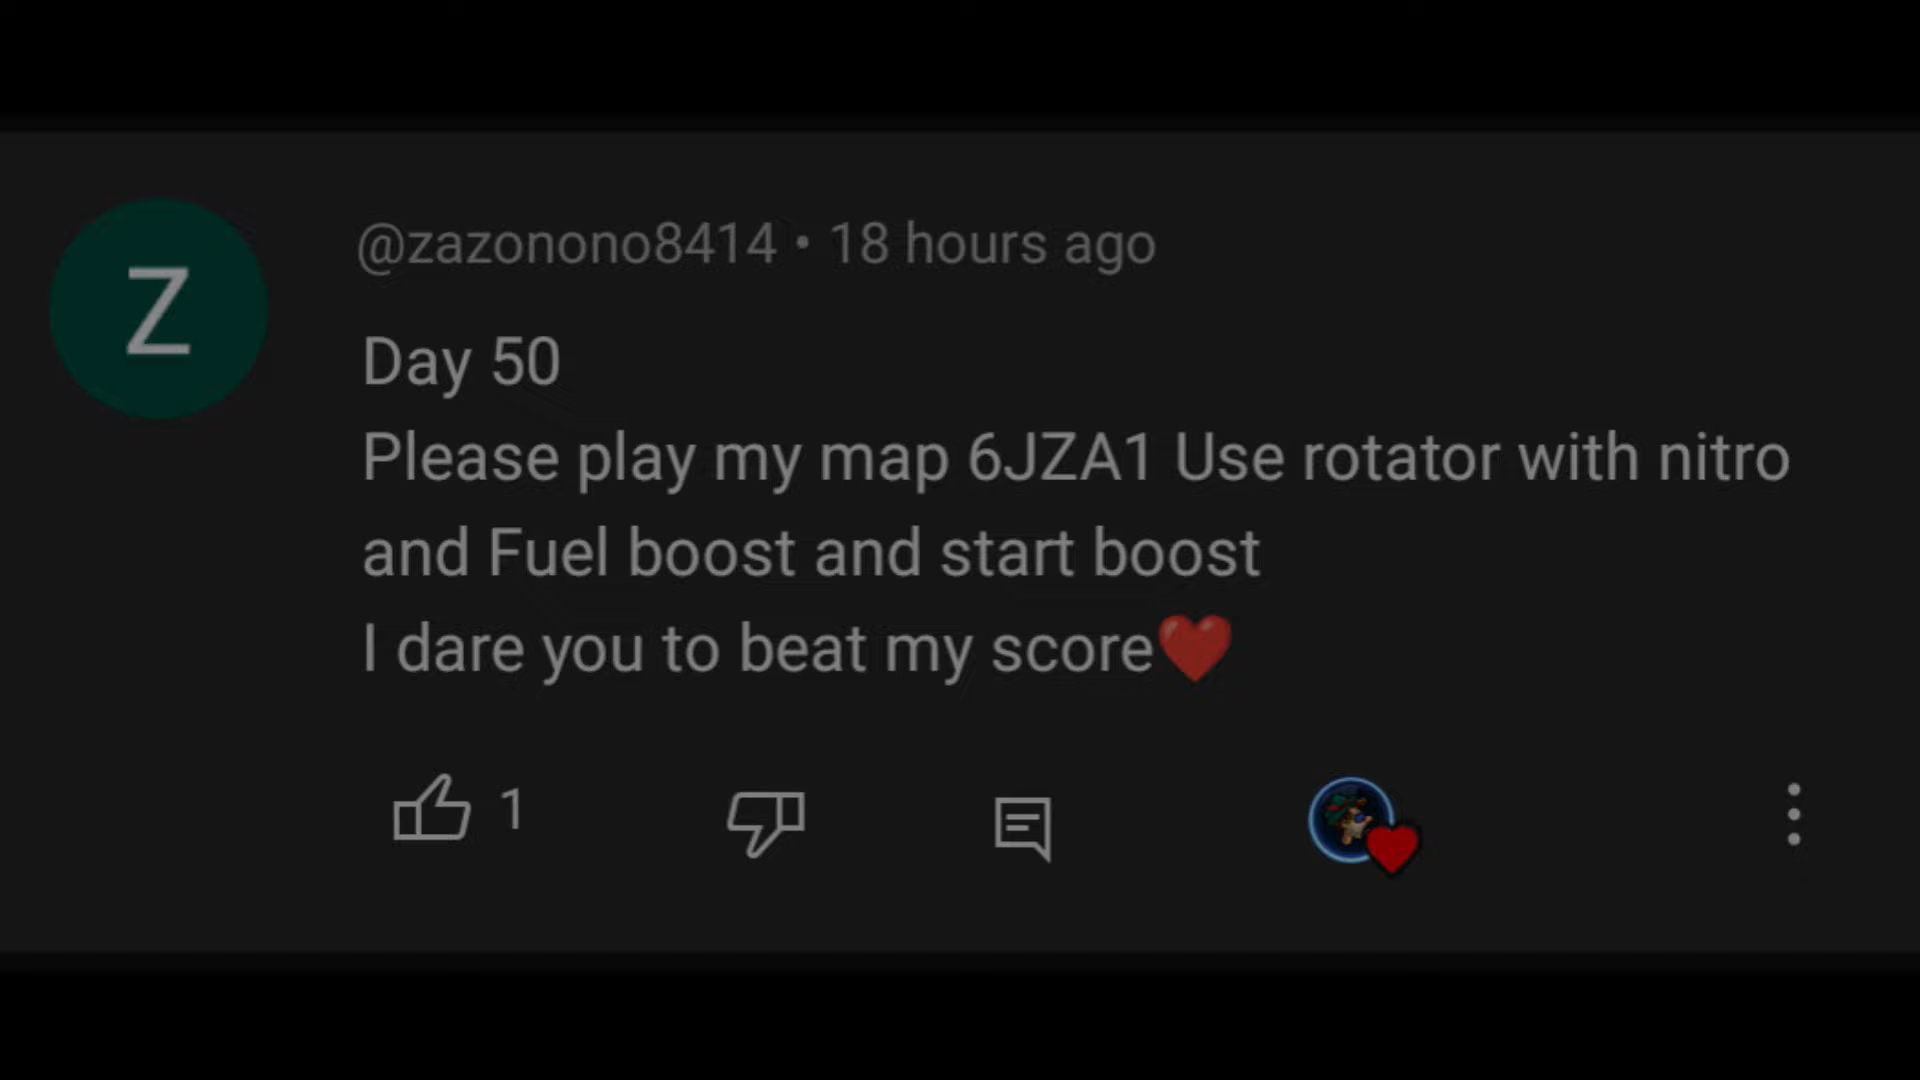 Z
@zazonono8414 • 18 hours ago
Day 50
Please play my map 6JZA1 Use rotator with nitro
and Fuel boost and start boost
I dare you to beat my score❤️
1